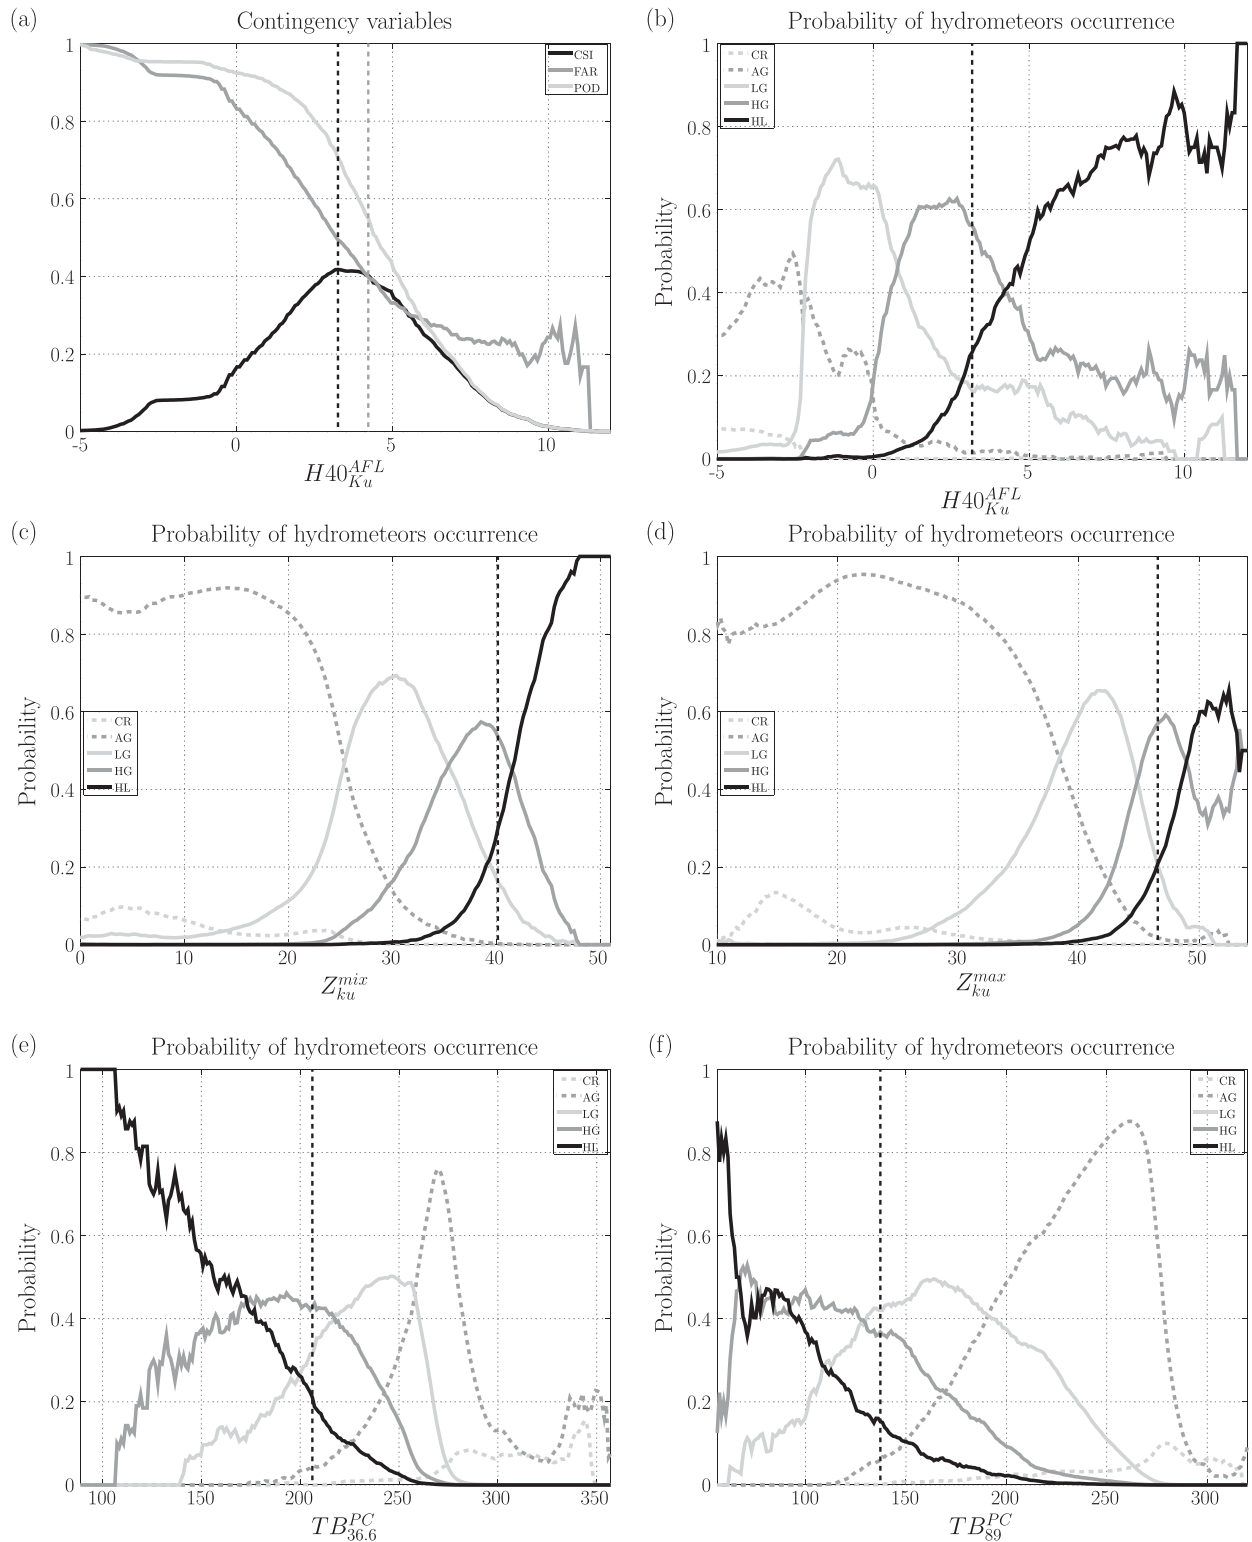 (a) Contingency variables
CSI
FAR
POD
1
0.8
0.6
0.4
0.2
0
-5 0 5 10
H40^{AFL}_{Ku}
(b) Probability of hydrometeors occurrence
CR
AG
LG
HG
HL
Probability
1
0.8
0.6
0.4
0.2
0
-5 0 5 10
H40^{AFL}_{Ku}
(c) Probability of hydrometeors occurrence
CR
AG
LG
HG
HL
Probability
1
0.8
0.6
0.4
0.2
0
0 10 20 30 40 50
Z^{mix}_{ku}
(d) Probability of hydrometeors occurrence
CR
AG
LG
HG
HL
Probability
1
0.8
0.6
0.4
0.2
0
10 20 30 40 50
Z^{max}_{ku}
(e) Probability of hydrometeors occurrence
CR
AG
LG
HG
HL
Probability
1
0.8
0.6
0.4
0.2
0
100 150 200 250 300 350
TB^{PC}_{36.6}
(f) Probability of hydrometeors occurrence
CR
AG
LG
HG
HL
Probability
1
0.8
0.6
0.4
0.2
0
100 150 200 250 300
TB^{PC}_{89}